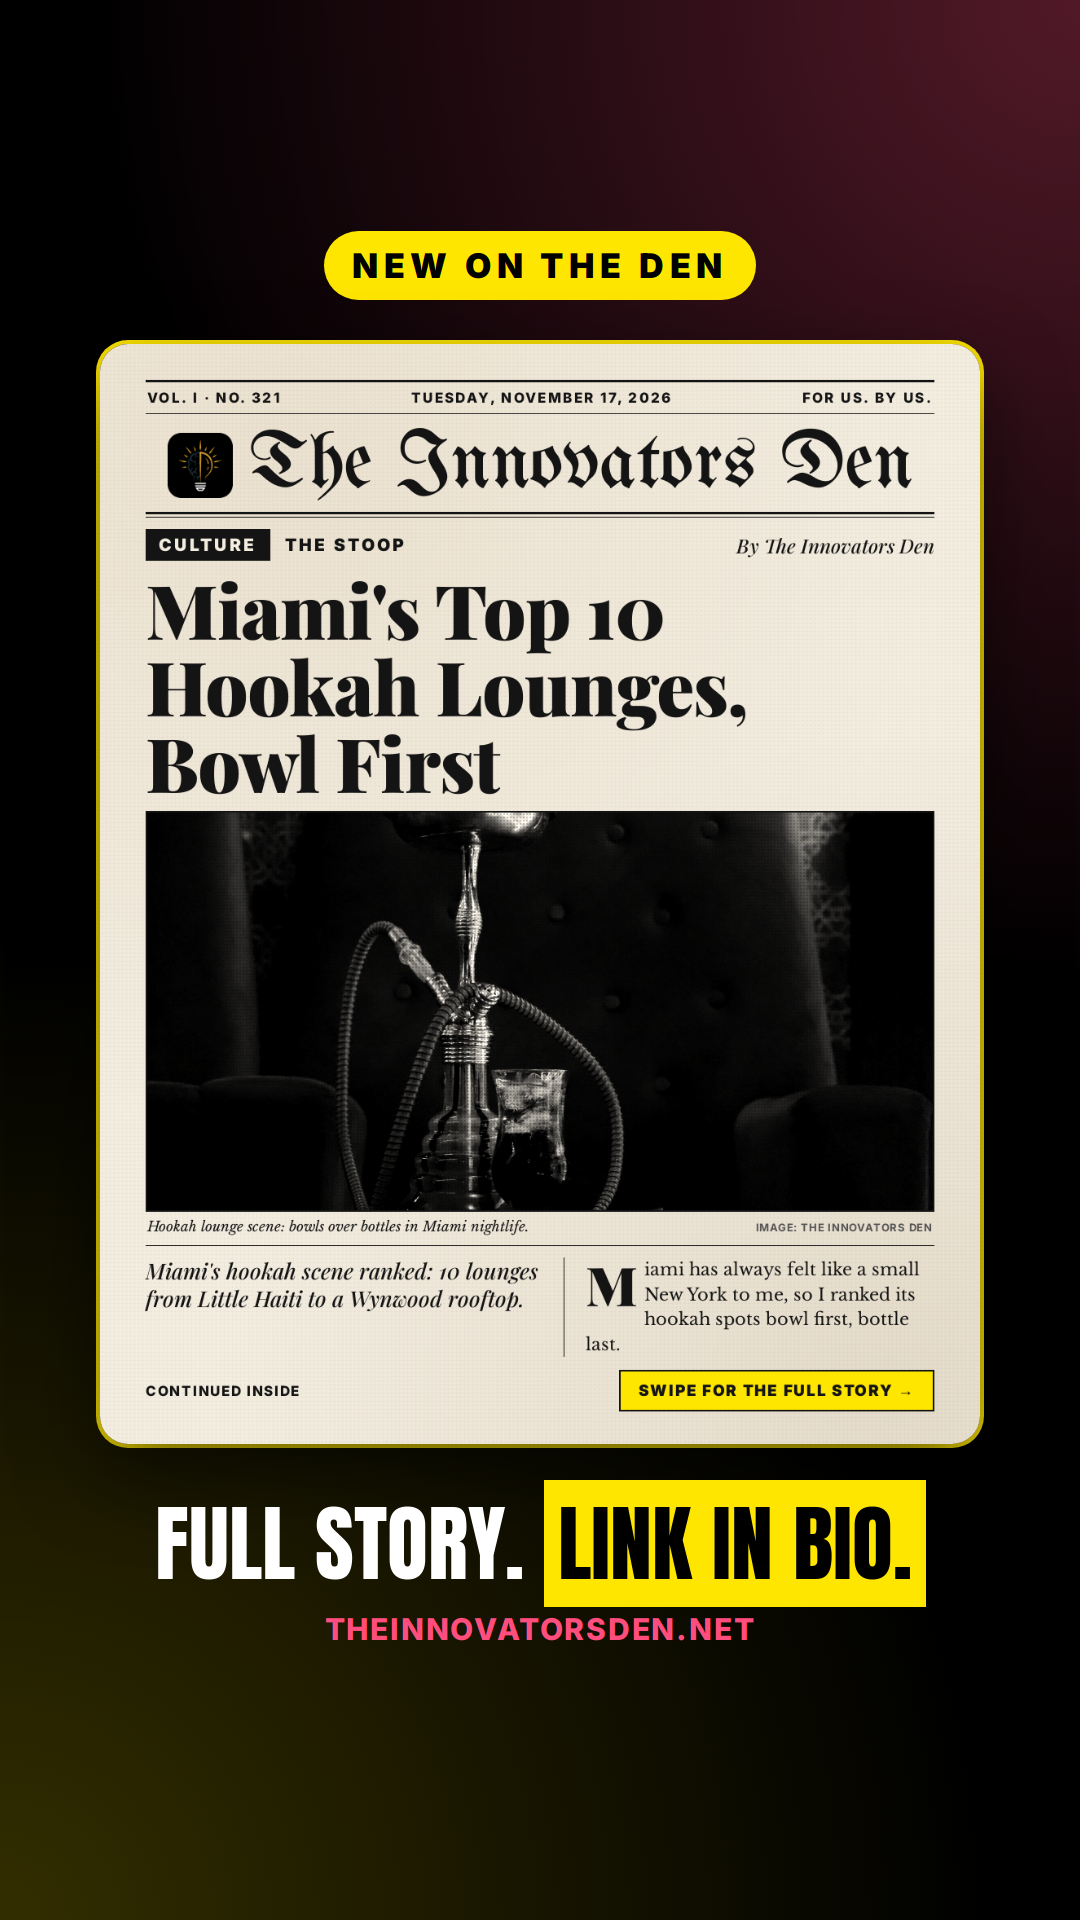 NEW ON THE DEN
VOL. I · NO. 321
TUESDAY, NOVEMBER 17, 2026
FOR US. BY US.
The Innovators Den
CULTURE THE STOOP
By The Innovators Den
Miami's Top 10
Hookah Lounges,
Bowl First
Hookah lounge scene: bowls over bottles in Miami nightlife.
IMAGE: THE INNOVATORS DEN
Miami's hookah scene ranked: 10 lounges
from Little Haiti to a Wynwood rooftop.
Miami has always felt like a small
New York to me, so I ranked its
hookah spots bowl first, bottle
last.
CONTINUED INSIDE
SWIPE FOR THE FULL STORY →
FULL STORY. LINK IN BIO.
THEINNOVATORSDEN.NET